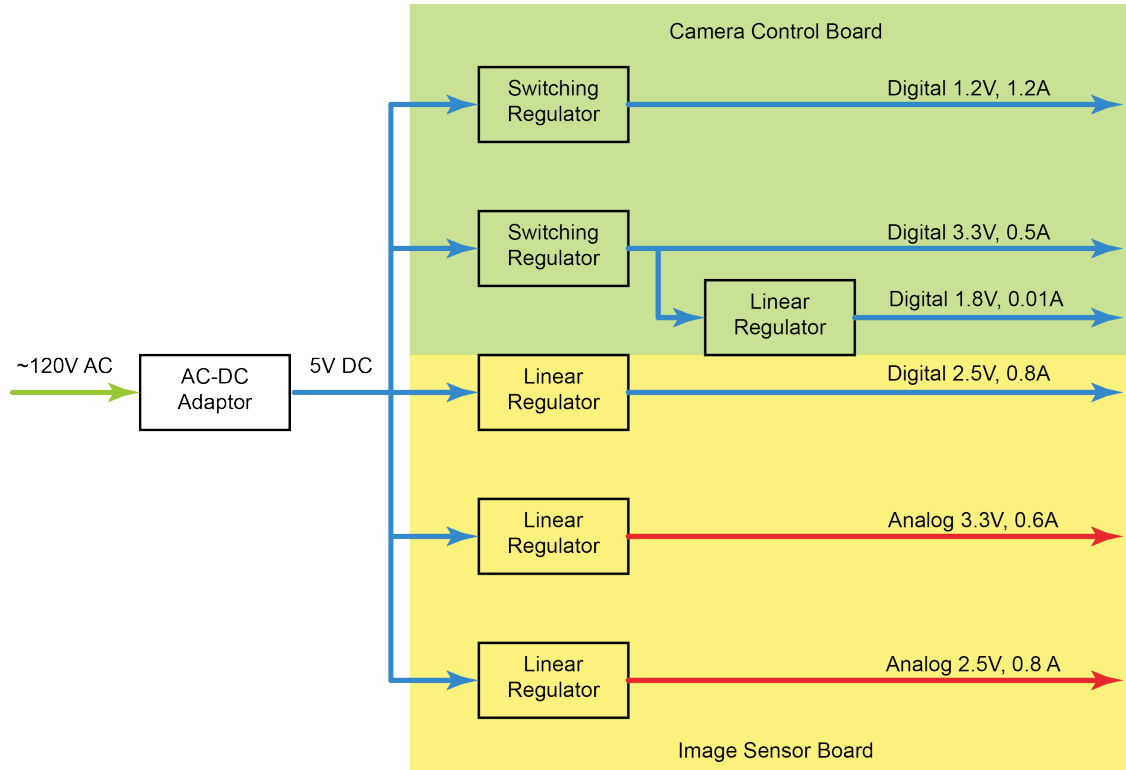 Camera Control Board
Switching
Regulator
Digital 1.2V, 1.2A
Switching
Regulator
Digital 3.3V, 0.5A
Linear
Regulator
Digital 1.8V, 0.01A
~120V AC
AC-DC
Adaptor
5V DC
Linear
Regulator
Digital 2.5V, 0.8A
Linear
Regulator
Analog 3.3V, 0.6A
Linear
Regulator
Analog 2.5V, 0.8 A
Image Sensor Board